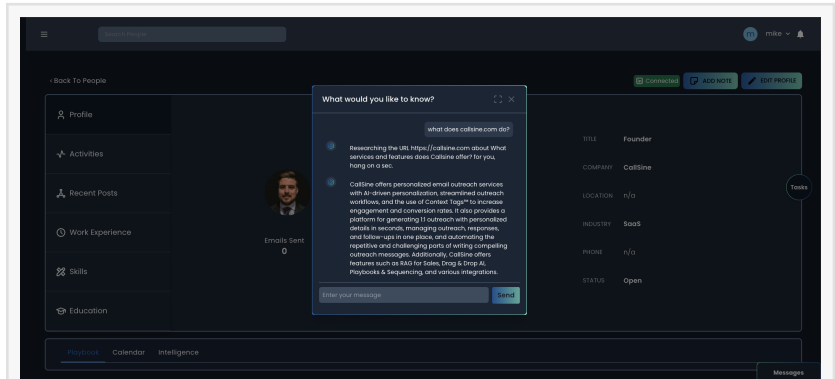 Search People
m mike
‹ Back To People
Connected ADD NOTE EDIT PROFILE
Profile
Activities
Recent Posts
Work Experience
Skills
Education
Emails Sent
0
What would you like to know?
what does callsine.com do?
Researching the URL https://callsine.com about What
services and features does Callsine offer? for you,
hang on a sec.
CallSine offers personalized email outreach services
with AI-driven personalization, streamlined outreach
workflows, and the use of Context Tags™ to increase
engagement and conversion rates. It also provides a
platform for generating 1:1 outreach with personalized
details in seconds, managing outreach, responses,
and follow-ups in one place, and automating the
repetitive and challenging parts of writing compelling
outreach messages. Additionally, CallSine offers
features such as RAG for Sales, Drag & Drop AI,
Playbooks & Sequencing, and various integrations.
Enter your message Send
TITLE Founder
COMPANY CallSine
LOCATION n/a
INDUSTRY SaaS
PHONE n/a
STATUS Open
Tasks
Playbook Calendar Intelligence
Messages